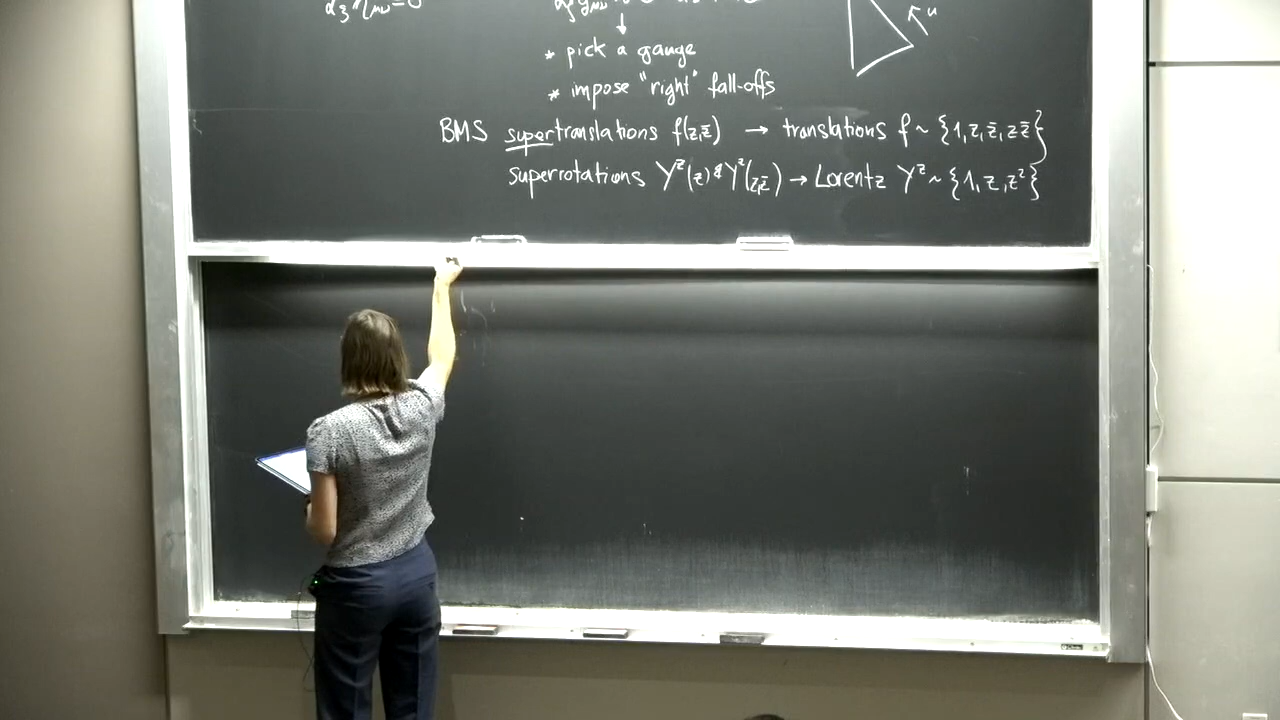 * pick a gauge
u
* impose "right" fall-offs
BMS supertranslations f(z,z̄) → translations f ~ {1,z,z̄,zz̄}
superrotations Y^z(z) & Y^z̄(z,z̄) → Lorentz Y^z ~ {1,z,z²}